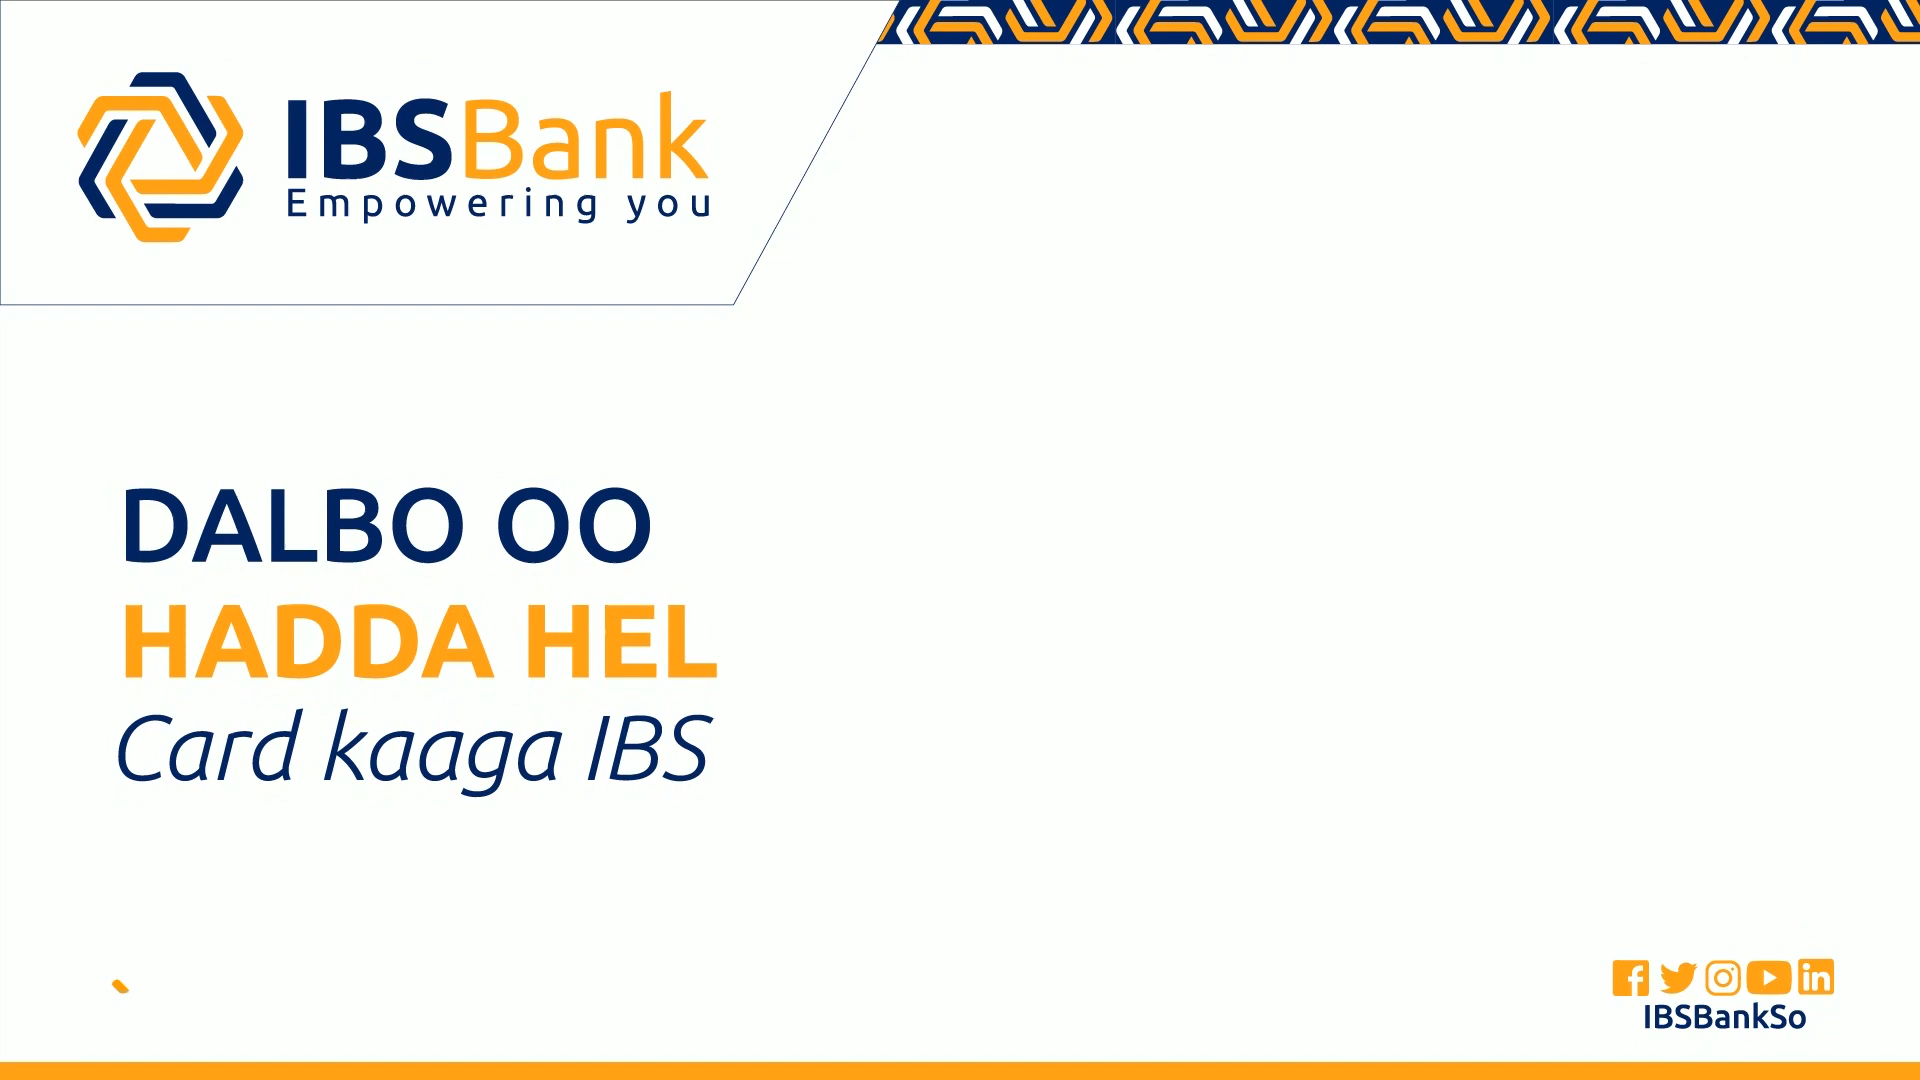 IBSBank
Empowering you
DALBO OO
HADDA HEL
Card kaaga IBS
IBSBankSo